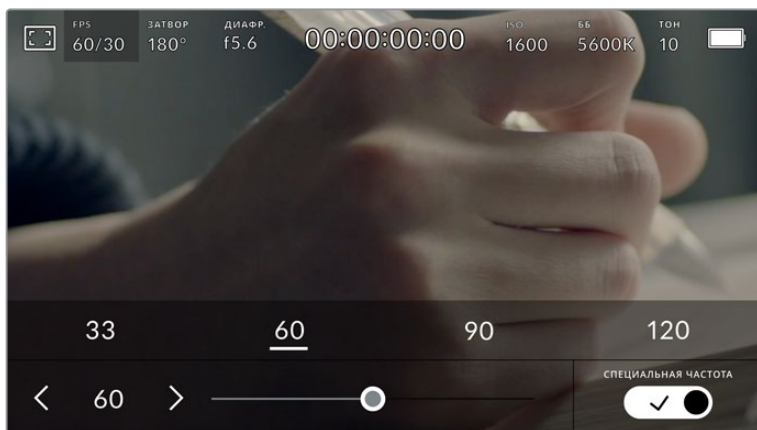 FPS ЗАТВОР ДИАФР. ISO ББ ТОН
60/30 180° f5.6 00:00:00:00 1600 5600K 10
33 60 90 120
СПЕЦИАЛЬНАЯ ЧАСТОТА
60